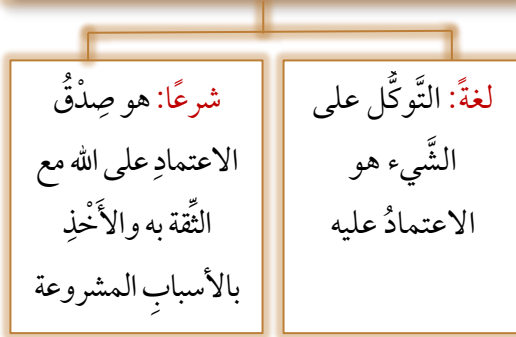 لغةً: التَّوكُّل على
الشَّيء هو
الاعتمادُ عليه
شرعًا: هو صِدْقُ
الاعتمادِ على الله مع
الثِّقة به والأَخْذِ
بالأسبابِ المشروعة